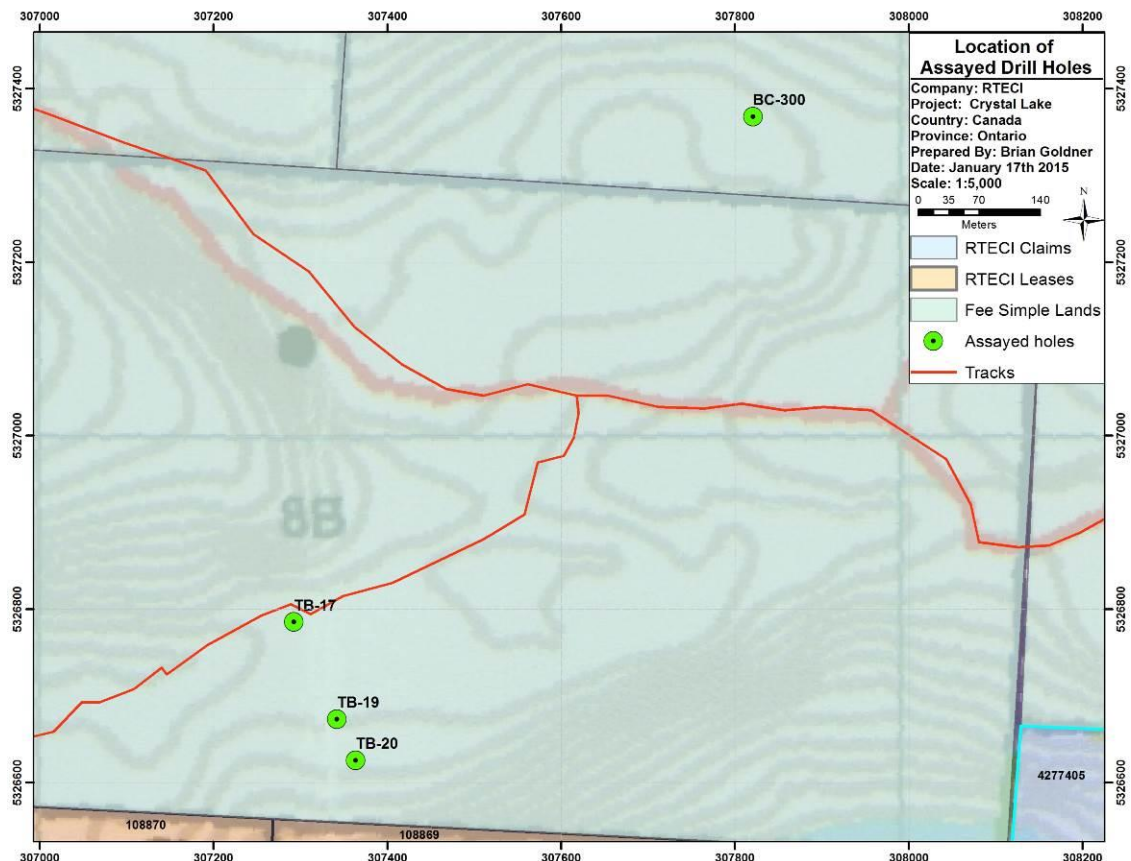 307000 307200 307400 307600 307800 308000 308200
5327400
5327200
5327000
5326800
5326600
BC-300
8B
TB-17
TB-19
TB-20
108870
108869
4277405
Location of
Assayed Drill Holes
Company: RTECI
Project: Crystal Lake
Country: Canada
Province: Ontario
Prepared By: Brian Goldner
Date: January 17th 2015
Scale: 1:5,000
0 35 70 140
Meters
N
RTECI Claims
RTECI Leases
Fee Simple Lands
Assayed holes
Tracks
5327400
5327200
5327000
5326800
5326600
307000 307200 307400 307600 307800 308000 308200